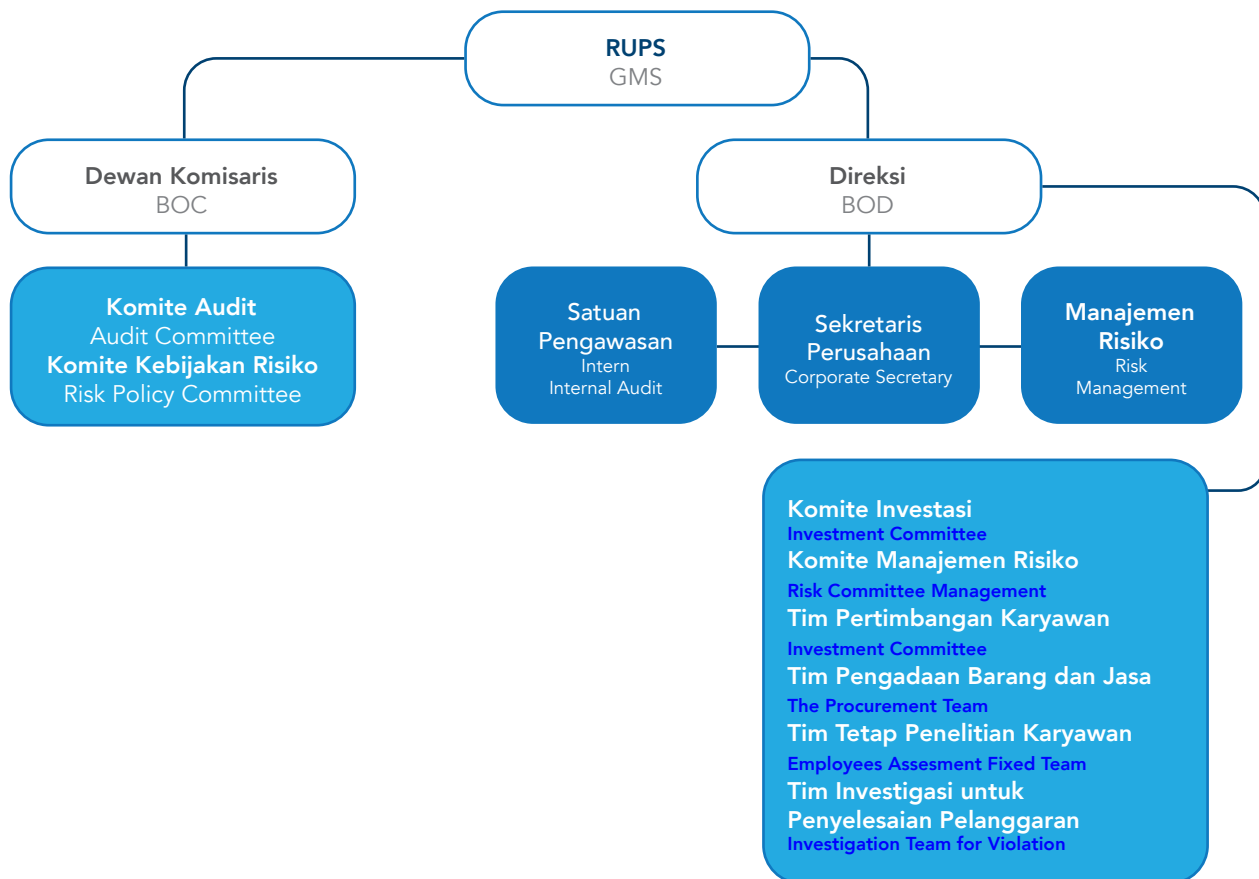 RUPS
GMS
Dewan Komisaris
BOC
Direksi
BOD
Komite Audit
Audit Committee
Komite Kebijakan Risiko
Risk Policy Committee
Satuan
Pengawasan
Intern
Internal Audit
Sekretaris
Perusahaan
Corporate Secretary
Manajemen
Risiko
Risk
Management
Komite Investasi
Investment Committee
Komite Manajemen Risiko
Risk Committee Management
Tim Pertimbangan Karyawan
Investment Committee
Tim Pengadaan Barang dan Jasa
The Procurement Team
Tim Tetap Penelitian Karyawan
Employees Assesment Fixed Team
Tim Investigasi untuk
Penyelesaian Pelanggaran
Investigation Team for Violation